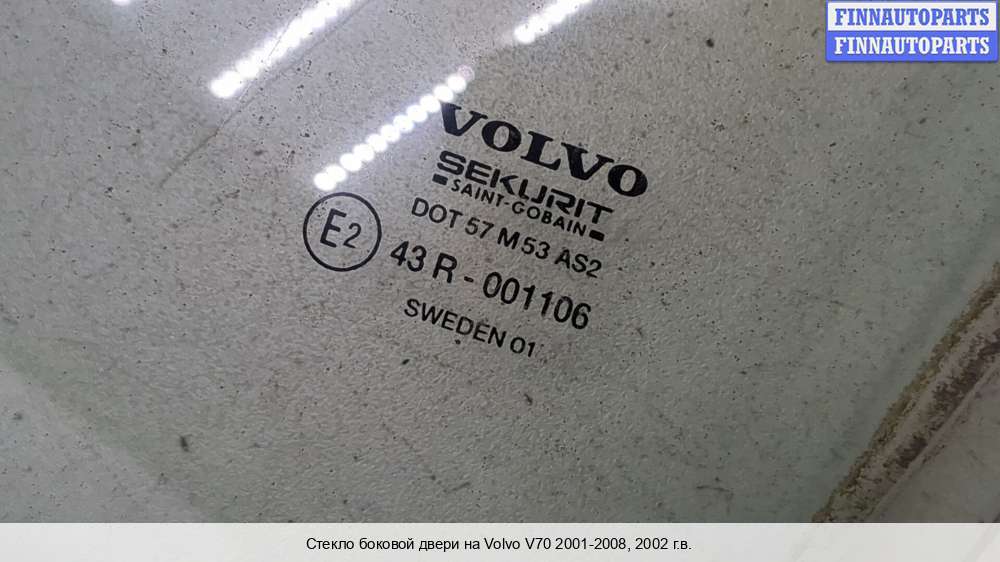 FINNAUTOPARTS
FINNAUTOPARTS
VOLVO
SEKURIT
SAINT-GOBAIN
DOT 57 M53 AS2
E2
43 R - 001106
SWEDEN 01
Стекло боковой двери на Volvo V70 2001-2008, 2002 г.в.